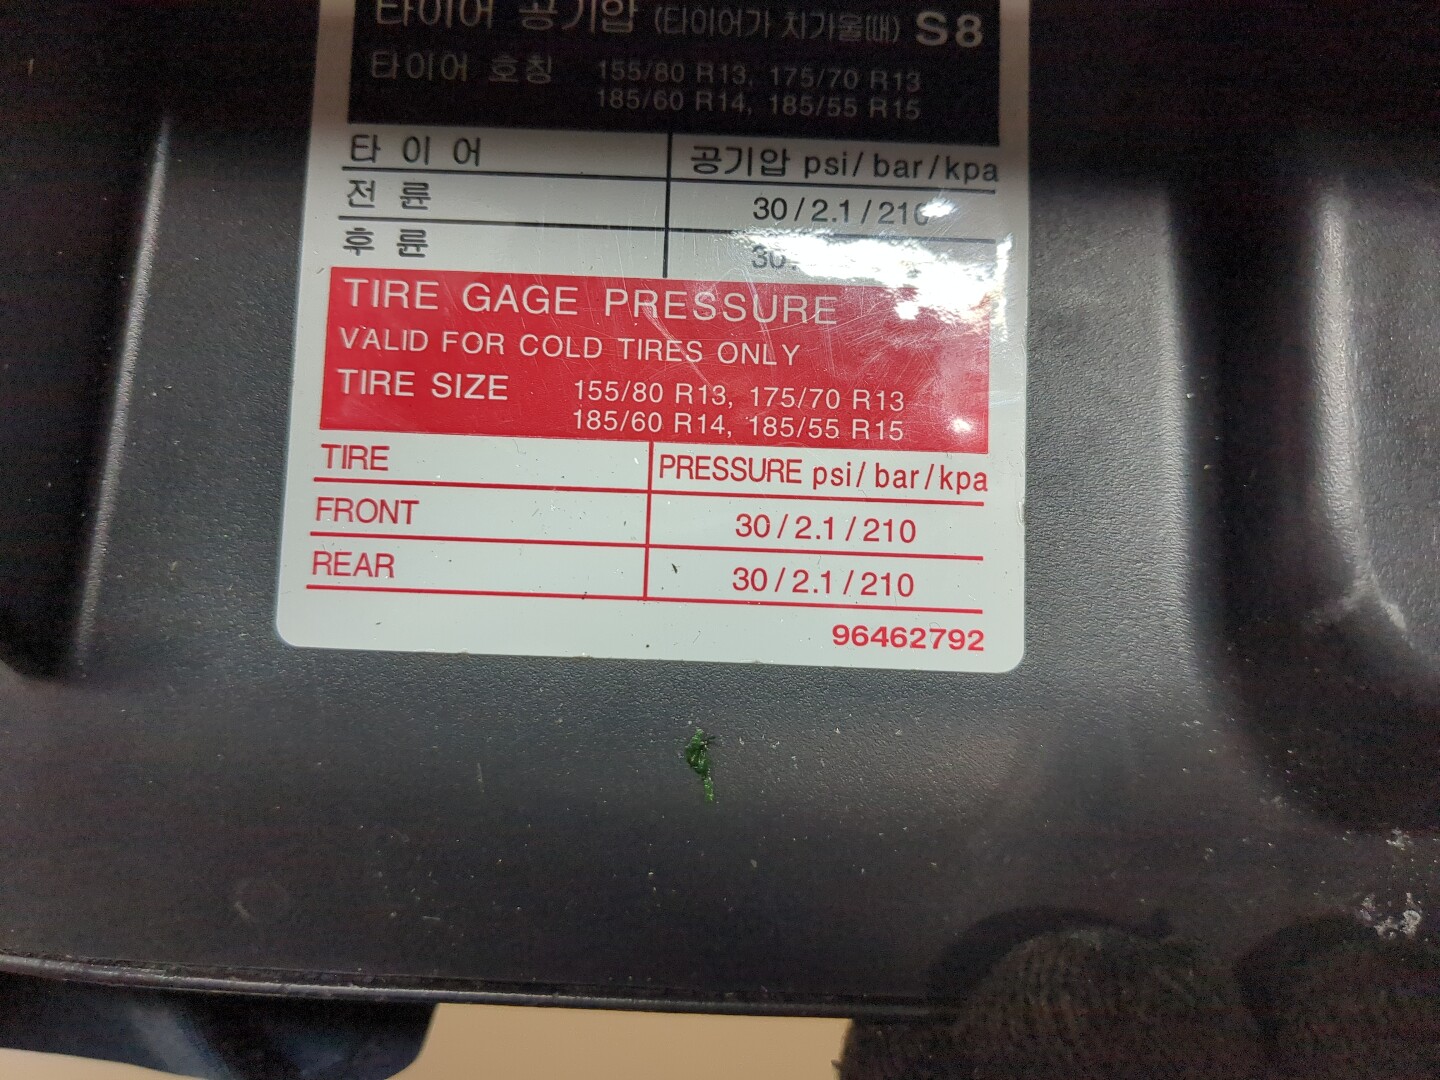 타이어 공기압 (타이어가 차가울때) S8
타이어 호칭 155/80 R13, 175/70 R13
185/60 R14, 185/55 R15
타 이 어 공기압 psi/ bar/kpa
전 륜 30/2.1/210
후 륜 30/
TIRE GAGE PRESSURE
VALID FOR COLD TIRES ONLY
TIRE SIZE 155/80 R13, 175/70 R13
185/60 R14, 185/55 R15
TIRE PRESSURE psi/ bar/kpa
FRONT 30/2.1/210
REAR 30/2.1/210
96462792